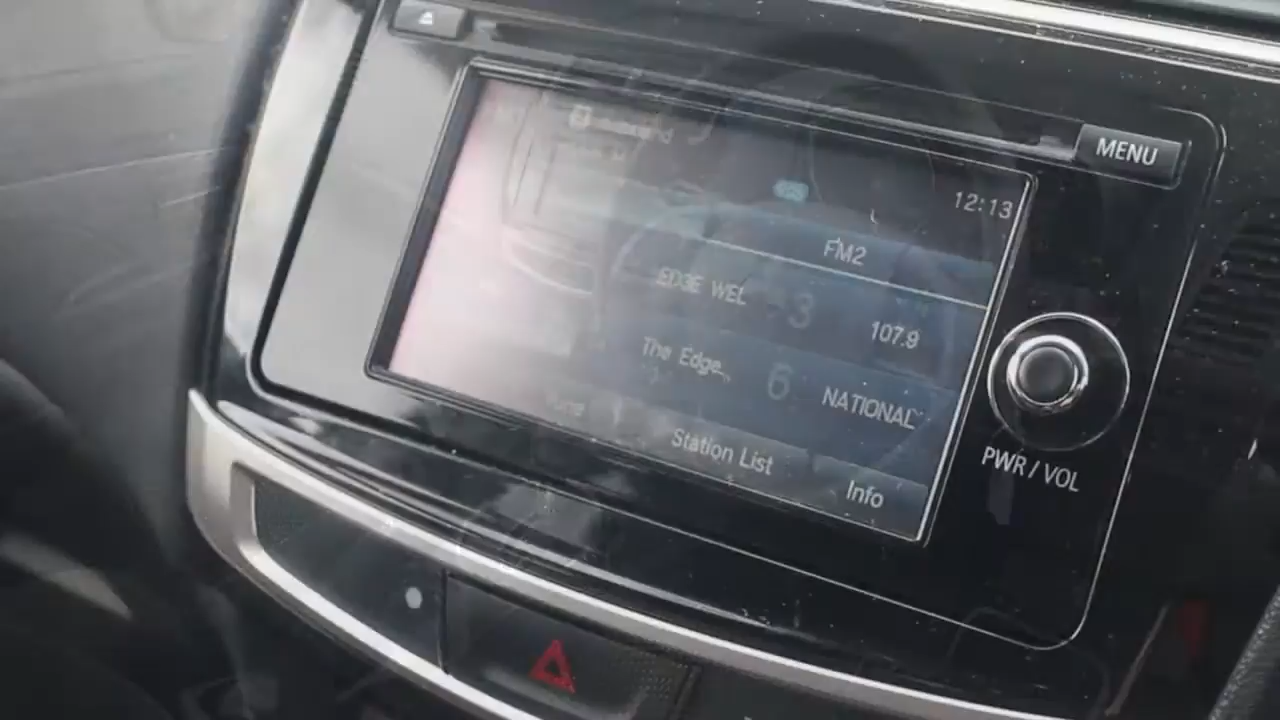 MENU
12:13
FM2
EDGE WEL 3 107.9
The Edge... 6 NATIONAL
Station List
Info
PWR / VOL